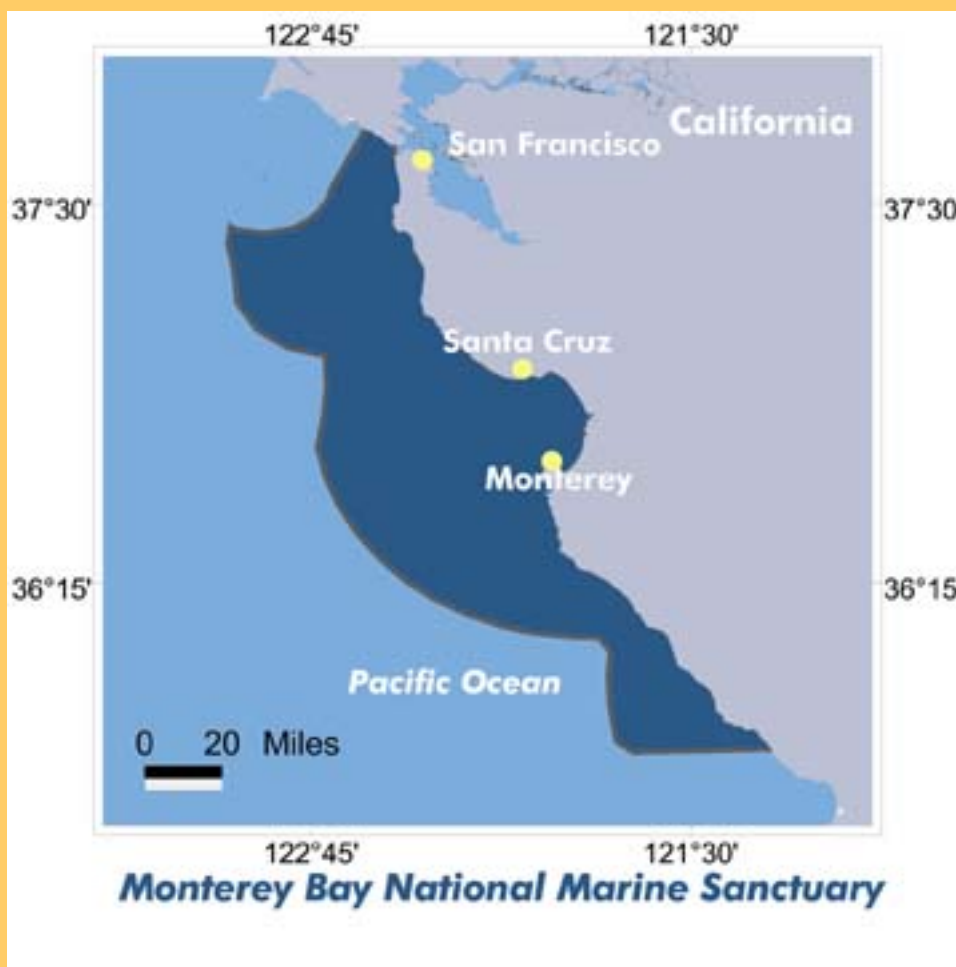 122°45' 121°30'
California
San Francisco
37°30' 37°30'
Santa Cruz
Monterey
36°15' 36°15'
Pacific Ocean
0 20 Miles
122°45' 121°30'
Monterey Bay National Marine Sanctuary